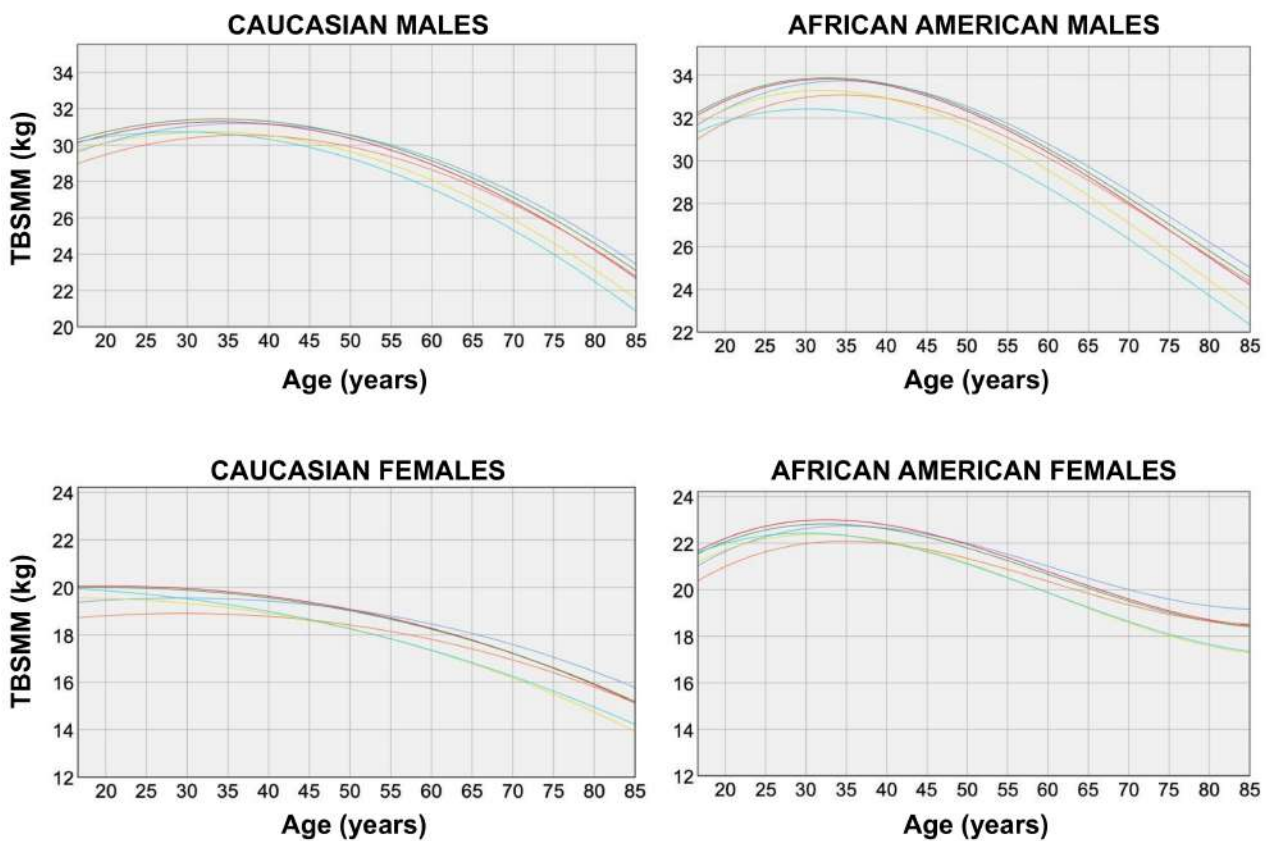 CAUCASIAN MALES
TBSMM (kg)
34
32
30
28
26
24
22
20
20 25 30 35 40 45 50 55 60 65 70 75 80 85
Age (years)
AFRICAN AMERICAN MALES
34
32
30
28
26
24
22
20 25 30 35 40 45 50 55 60 65 70 75 80 85
Age (years)
CAUCASIAN FEMALES
TBSMM (kg)
24
22
20
18
16
14
12
20 25 30 35 40 45 50 55 60 65 70 75 80 85
Age (years)
AFRICAN AMERICAN FEMALES
24
22
20
18
16
14
12
20 25 30 35 40 45 50 55 60 65 70 75 80 85
Age (years)